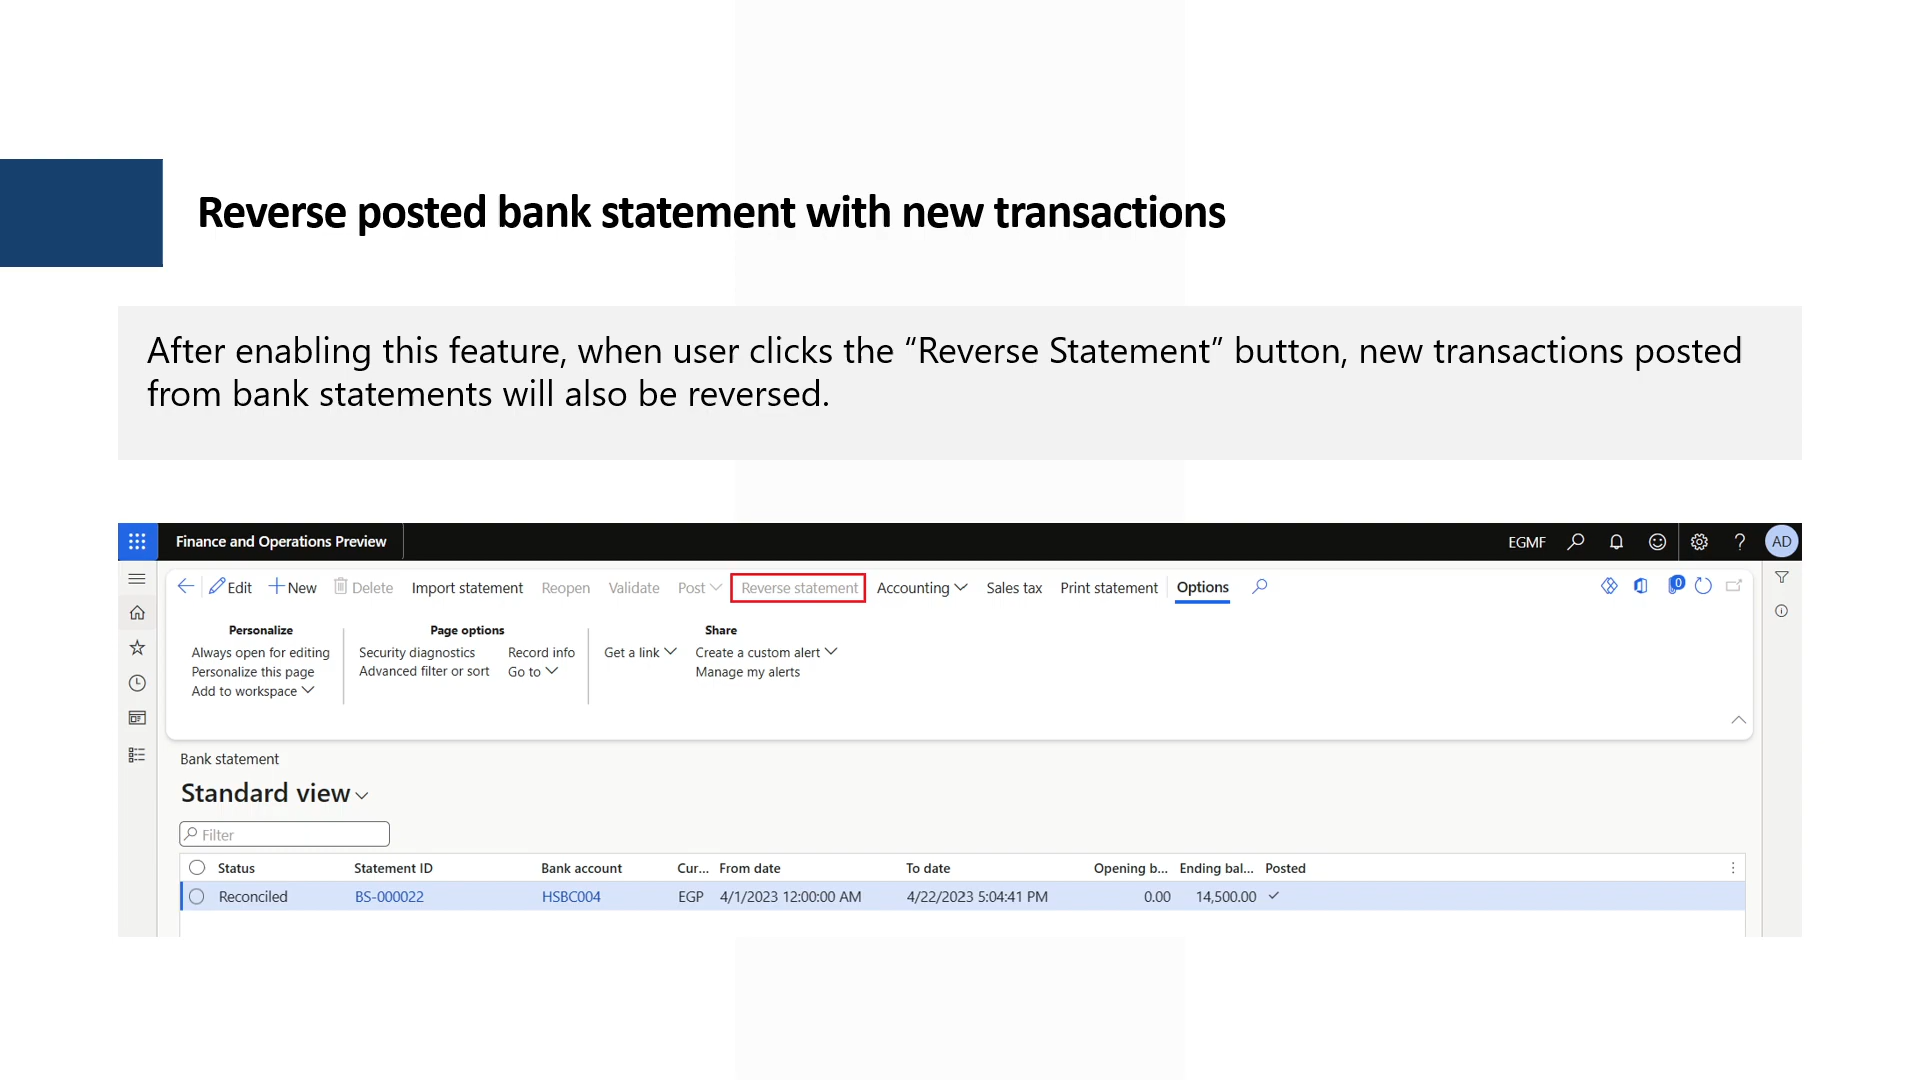 Reverse posted bank statement with new transactions
After enabling this feature, when user clicks the “Reverse Statement” button, new transactions posted
from bank statements will also be reversed.
Finance and Operations Preview
EGMF
?
AD
Edit
New
Delete
Import statement
Reopen
Validate
Post
Reverse statement
Accounting
Sales tax
Print statement
Options
0
Personalize
Always open for editing
Personalize this page
Add to workspace
Page options
Security diagnostics
Advanced filter or sort
Record info
Go to
Share
Get a link
Create a custom alert
Manage my alerts
Bank statement
Standard view
Filter
Status Statement ID Bank account Cur... From date To date Opening b... Ending bal... Posted
Reconciled BS-000022 HSBC004 EGP 4/1/2023 12:00:00 AM 4/22/2023 5:04:41 PM 0.00 14,500.00